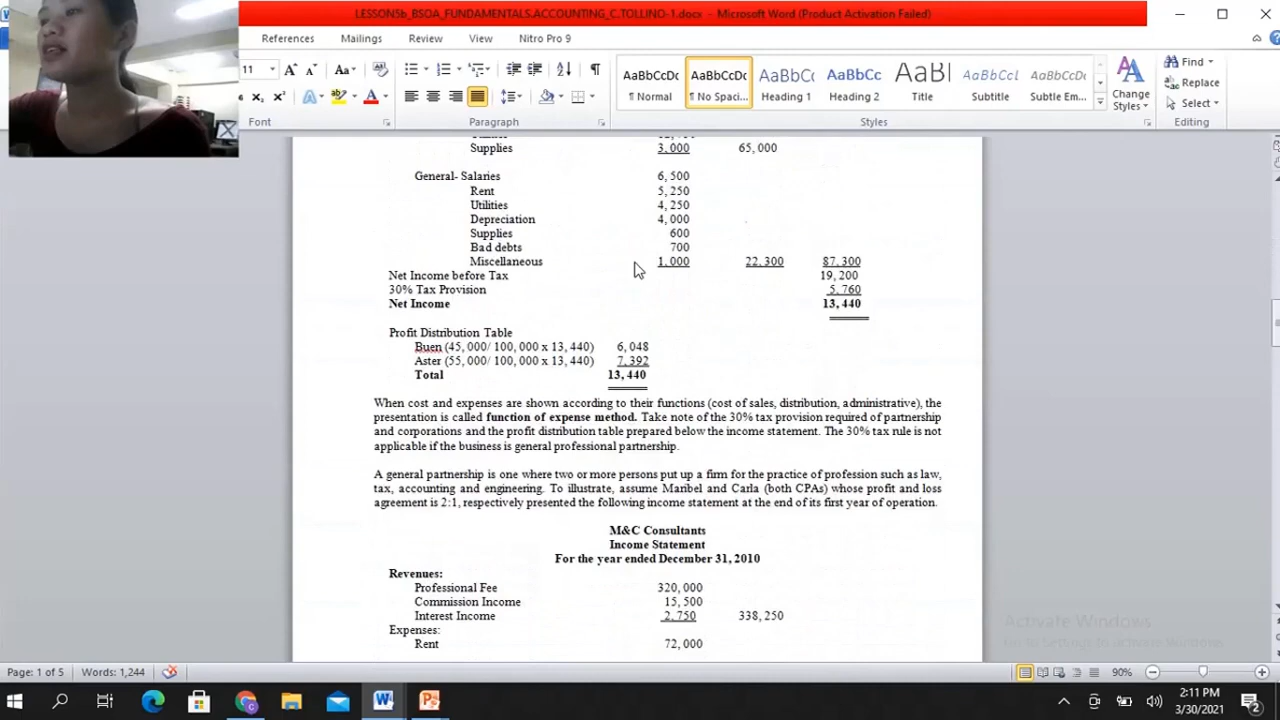 LESSON5b_BSOA_FUNDAMENTALS.ACCOUNTING_C.TOLLINO-1.docx - Microsoft Word (Product Activation Failed)
References Mailings Review View Nitro Pro 9
11 Aa
AaBbCcDc AaBbCcDc AaBbCc AaBbCc AaBl AaBbCcL AaBbCcDc
¶ Normal ¶ No Spaci... Heading 1 Heading 2 Title Subtitle Subtle Em...
Change Styles
Find
Replace
Select
Font Paragraph Styles Editing
Supplies 3,000 65,000
General- Salaries 6,500
Rent 5,250
Utilities 4,250
Depreciation 4,000
Supplies 600
Bad debts 700
Miscellaneous 1,000 22,300 87,300
Net Income before Tax 19,200
30% Tax Provision 5,760
Net Income 13,440
Profit Distribution Table
Buen (45,000/ 100,000 x 13,440) 6,048
Aster (55,000/ 100,000 x 13,440) 7,392
Total 13,440
When cost and expenses are shown according to their functions (cost of sales, distribution, administrative), the
presentation is called function of expense method. Take note of the 30% tax provision required of partnership
and corporations and the profit distribution table prepared below the income statement. The 30% tax rule is not
applicable if the business is general professional partnership.
A general partnership is one where two or more persons put up a firm for the practice of profession such as law,
tax, accounting and engineering. To illustrate, assume Maribel and Carla (both CPAs) whose profit and loss
agreement is 2:1, respectively presented the following income statement at the end of its first year of operation.
M&C Consultants
Income Statement
For the year ended December 31, 2010
Revenues:
Professional Fee 320,000
Commission Income 15,500
Interest Income 2,750 338,250
Expenses:
Rent 72,000
Activate Windows
Go to Settings to activate Windows.
Page: 1 of 5 Words: 1,244 90%
2:11 PM
3/30/2021